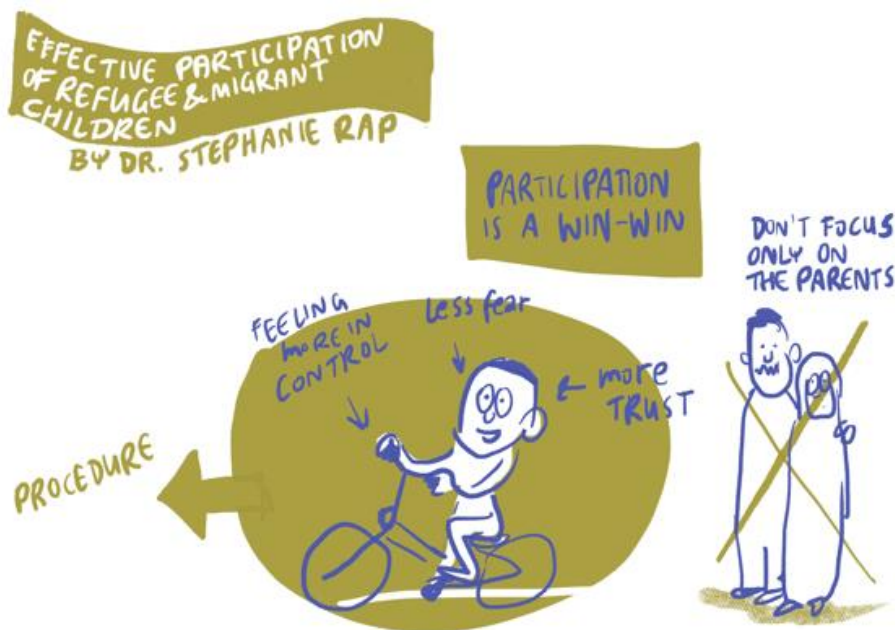 EFFECTIVE PARTICIPATION
OF REFUGEE & MIGRANT
CHILDREN
BY DR. STEPHANIE RAP
PARTICIPATION
IS A WIN-WIN
DON'T FOCUS
ONLY ON
THE PARENTS
FEELING
MORE IN
CONTROL
Less fear
more
TRUST
PROCEDURE